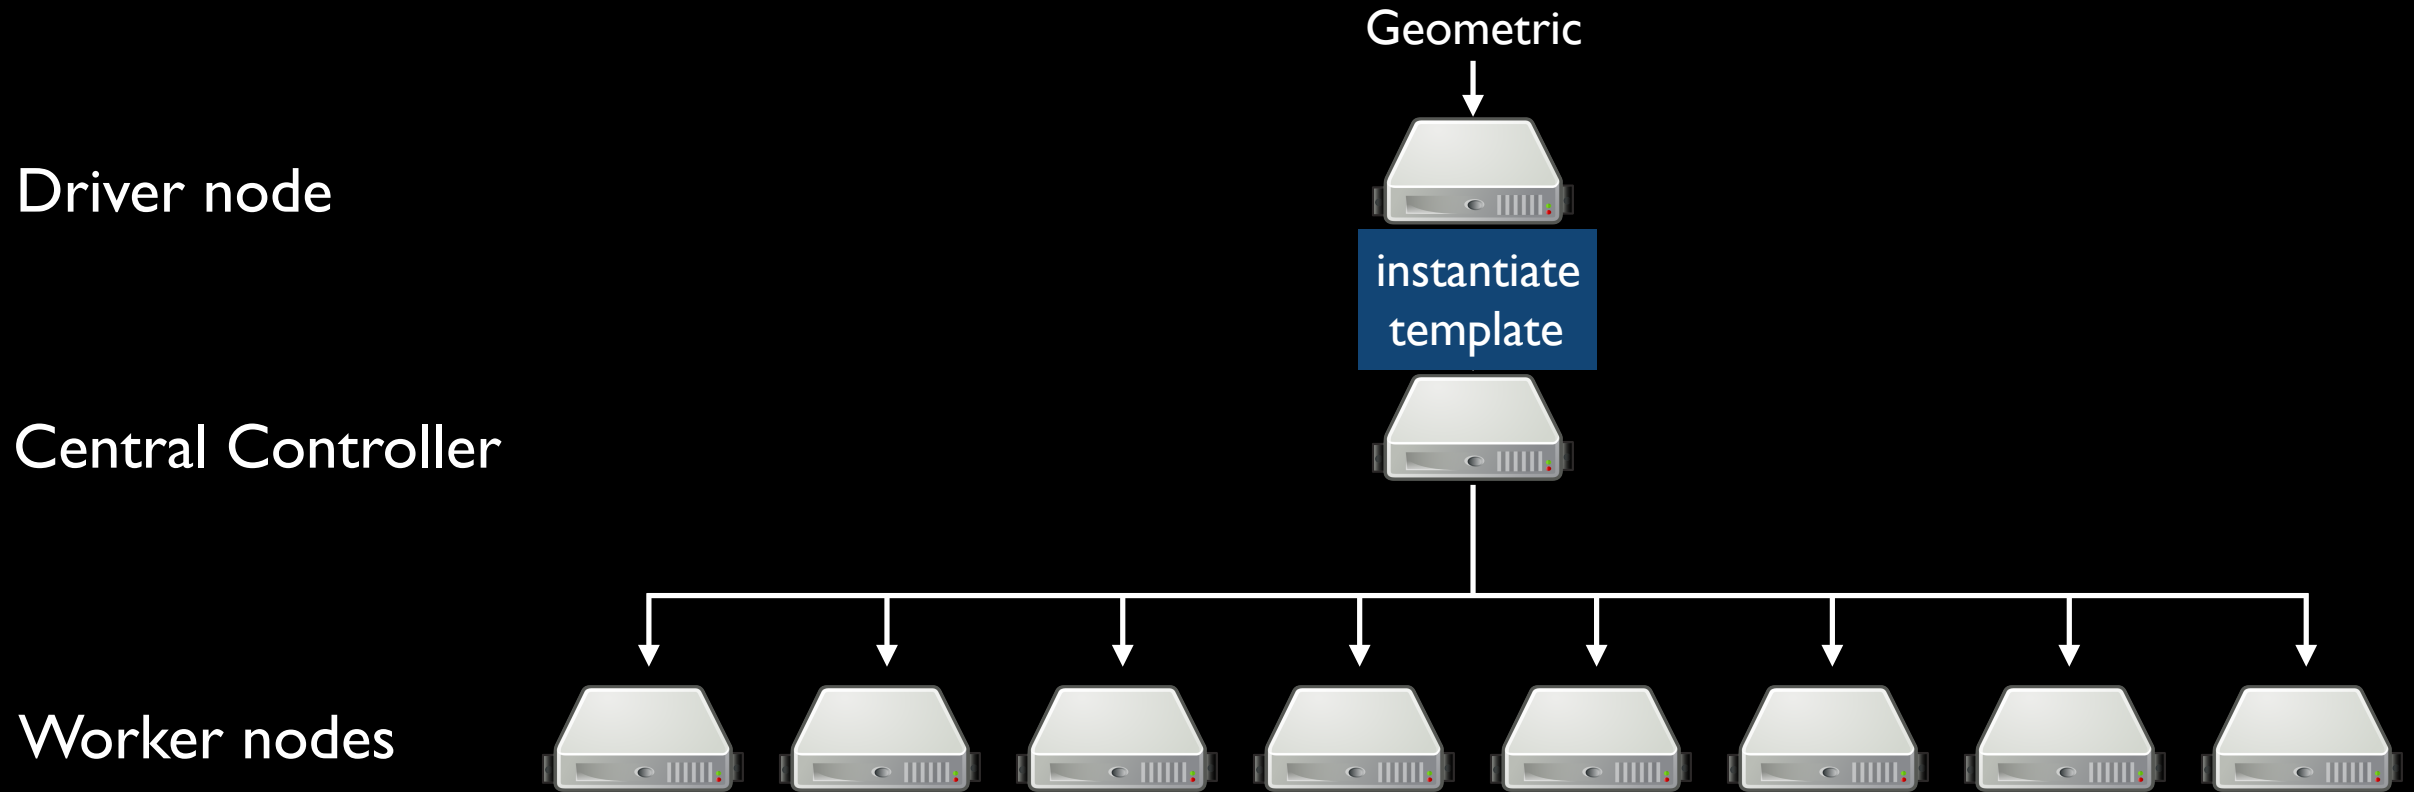 Geometric
Driver node
instantiate
template
Central Controller
Worker nodes